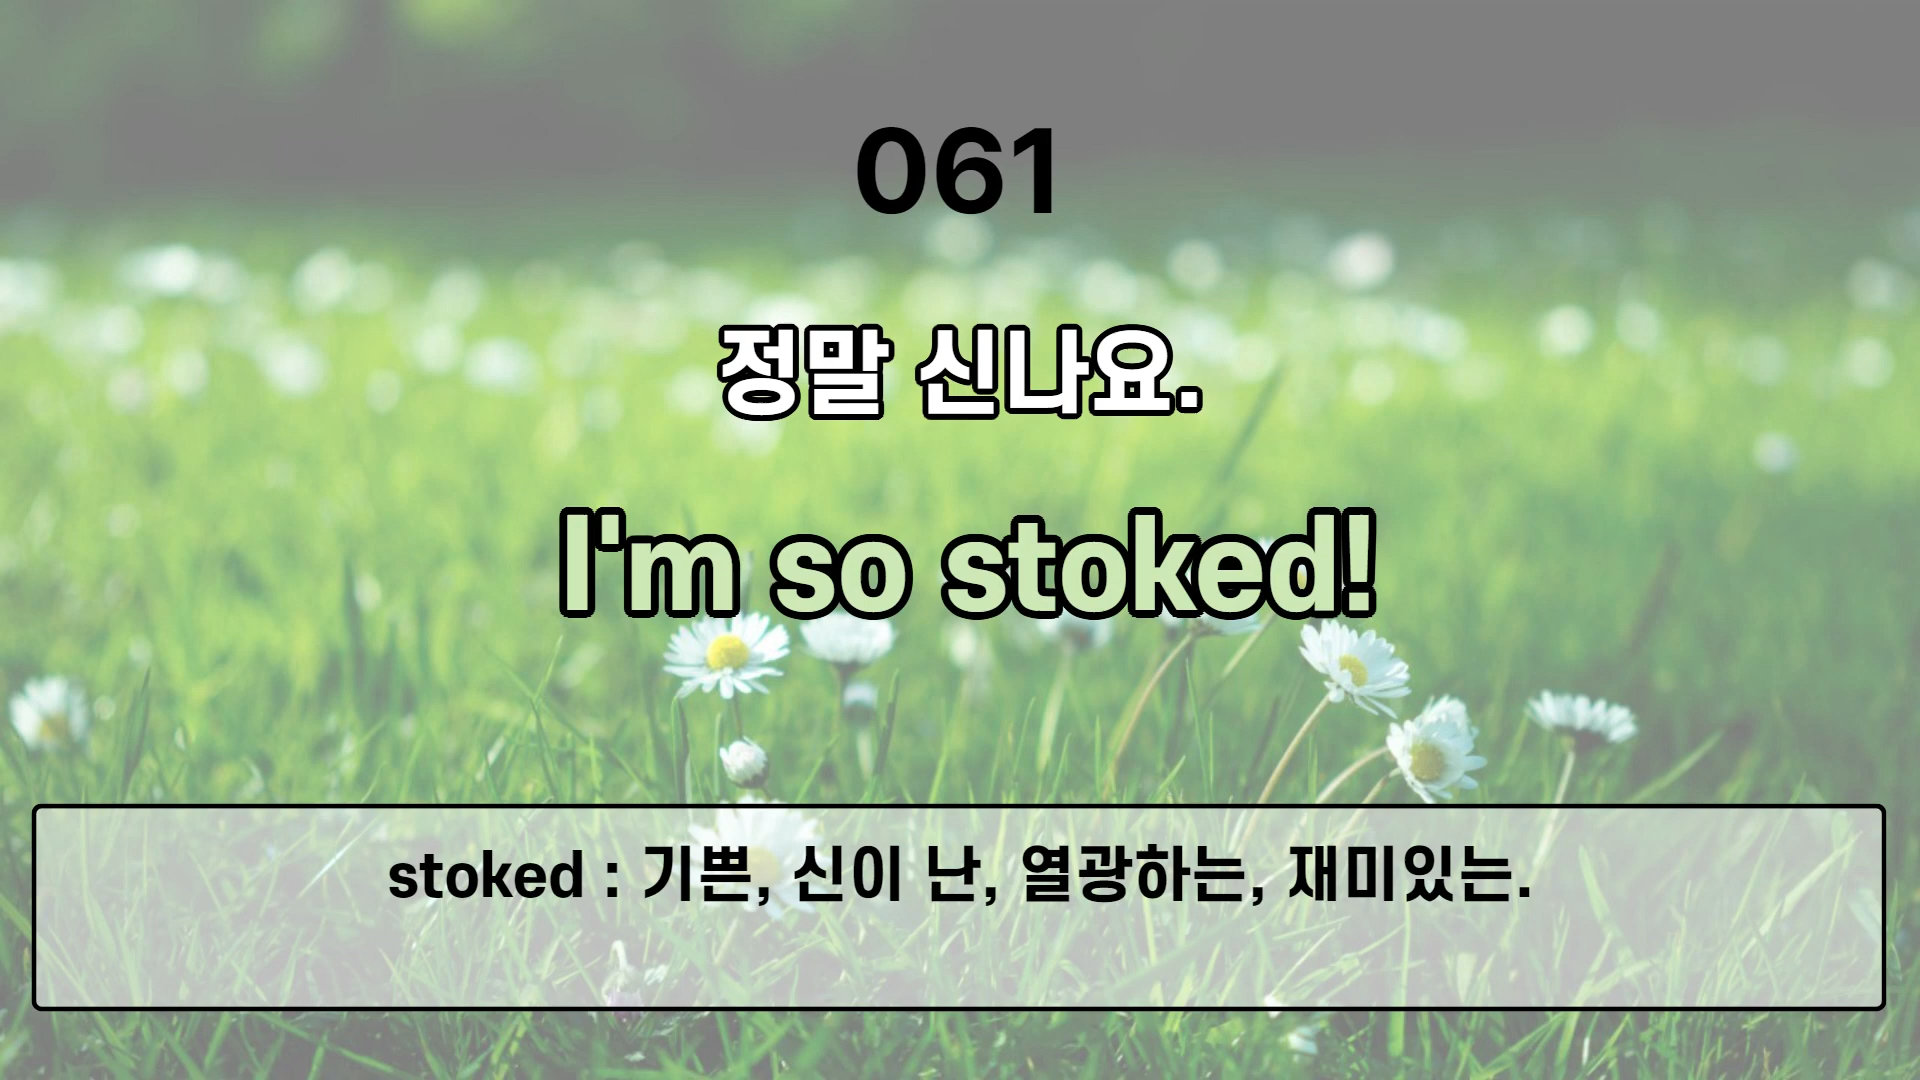 061
정말 신나요.
I'm so stoked!
stoked : 기쁜, 신이 난, 열광하는, 재미있는.